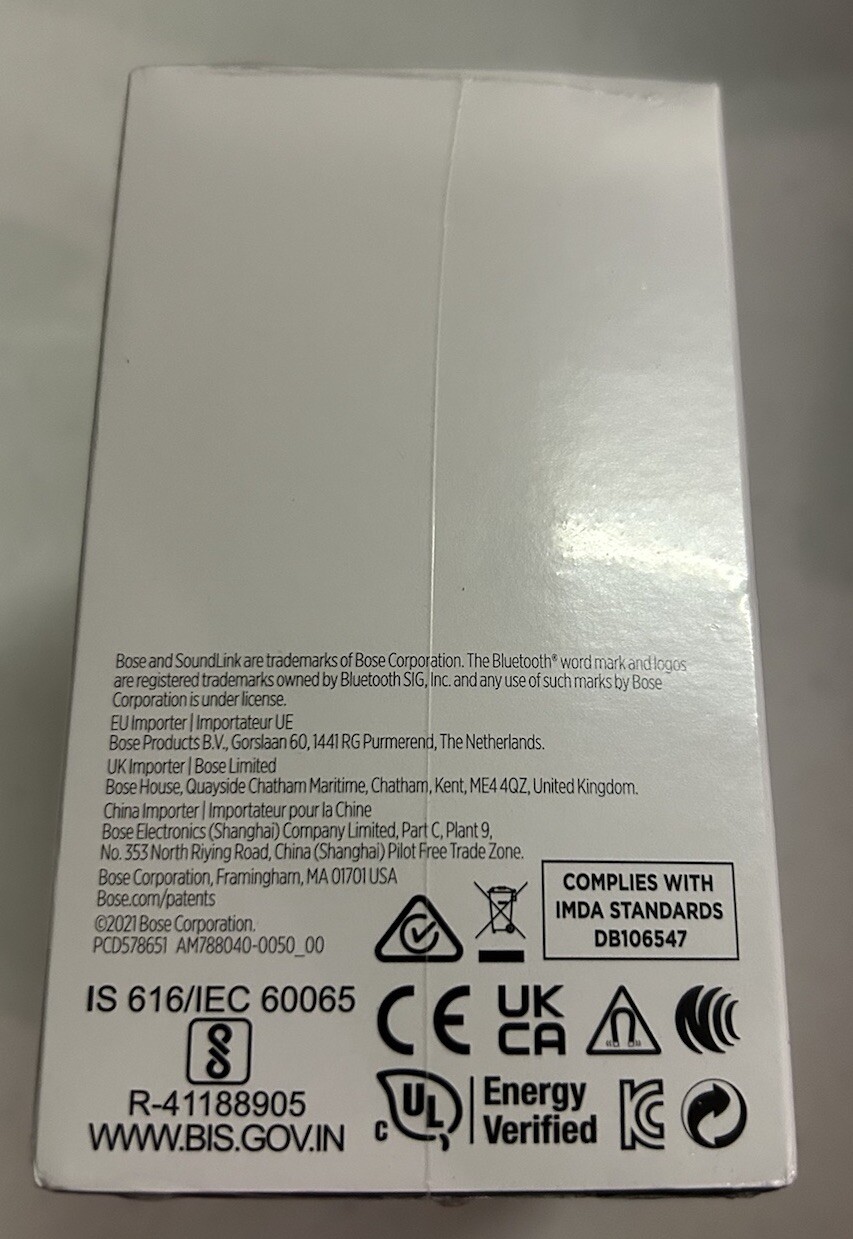 Bose and SoundLink are trademarks of Bose Corporation. The Bluetooth® word mark and logos
are registered trademarks owned by Bluetooth SIG, Inc. and any use of such marks by Bose
Corporation is under license.
EU Importer | Importateur UE
Bose Products B.V., Gorslaan 60, 1441 RG Purmerend, The Netherlands.
UK Importer | Bose Limited
Bose House, Quayside Chatham Maritime, Chatham, Kent, ME4 4QZ, United Kingdom.
China Importer | Importateur pour la Chine
Bose Electronics (Shanghai) Company Limited, Part C, Plant 9,
No. 353 North Riying Road, China (Shanghai) Pilot Free Trade Zone.
Bose Corporation, Framingham, MA 01701 USA
Bose.com/patents
©2021 Bose Corporation.
PCD578651 AM788040-0050_00
COMPLIES WITH
IMDA STANDARDS
DB106547
IS 616/IEC 60065
R-41188905
WWW.BIS.GOV.IN
CE
UK
CA
c UL | Energy
Verified
KC